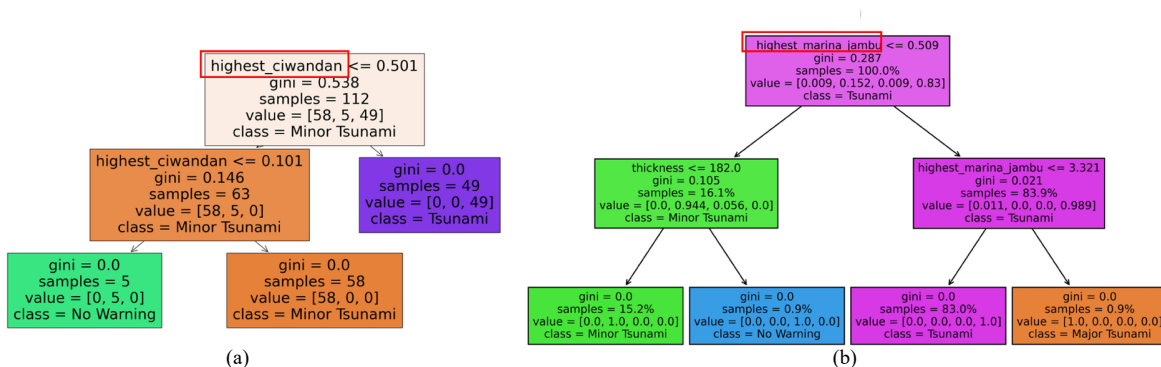 highest_ciwandan <= 0.501
gini = 0.538
samples = 112
value = [58, 5, 49]
class = Minor Tsunami
highest_ciwandan <= 0.101
gini = 0.146
samples = 63
value = [58, 5, 0]
class = Minor Tsunami
gini = 0.0
samples = 49
value = [0, 0, 49]
class = Tsunami
gini = 0.0
samples = 5
value = [0, 5, 0]
class = No Warning
gini = 0.0
samples = 58
value = [58, 0, 0]
class = Minor Tsunami
(a)
highest_marina_jambu <= 0.509
gini = 0.287
samples = 100.0%
value = [0.009, 0.152, 0.009, 0.83]
class = Tsunami
thickness <= 182.0
gini = 0.105
samples = 16.1%
value = [0.0, 0.944, 0.056, 0.0]
class = Minor Tsunami
highest_marina_jambu <= 3.321
gini = 0.021
samples = 83.9%
value = [0.011, 0.0, 0.0, 0.989]
class = Tsunami
gini = 0.0
samples = 15.2%
value = [0.0, 1.0, 0.0, 0.0]
class = Minor Tsunami
gini = 0.0
samples = 0.9%
value = [0.0, 0.0, 1.0, 0.0]
class = No Warning
gini = 0.0
samples = 83.0%
value = [0.0, 0.0, 0.0, 1.0]
class = Tsunami
gini = 0.0
samples = 0.9%
value = [1.0, 0.0, 0.0, 0.0]
class = Major Tsunami
(b)